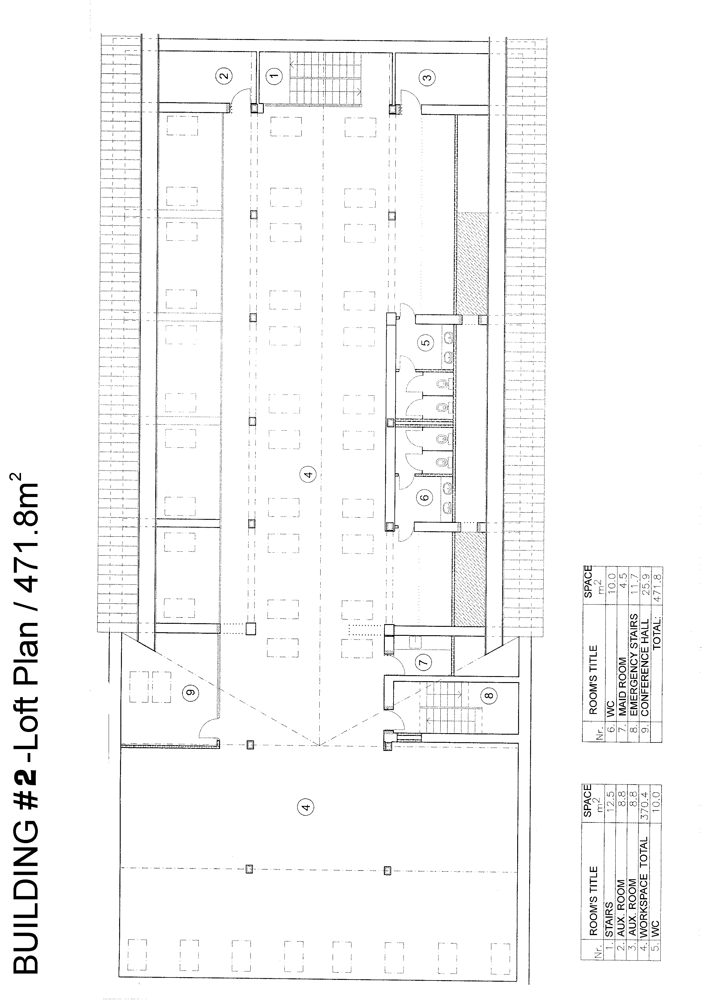 BUILDING #2 -Loft Plan / 471.8m²
9
2
1
4
4
7
6
5
3
8
Nr. ROOM'S TITLE SPACE m2
1. STAIRS 12.5
2. AUX. ROOM 8.8
3. AUX. ROOM 8.8
4. WORKSPACE TOTAL 370.4
5. WC 10.0
Nr. ROOM'S TITLE SPACE m2
6. WC 10.0
7. MAID ROOM 4.5
8. EMERGENCY STAIRS 11.7
9. CONFERENCE HALL 25.9
TOTAL: 471.8